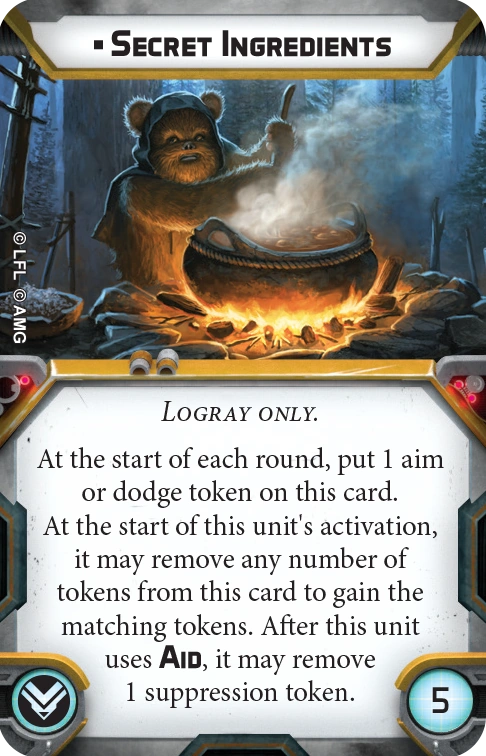 ▪ Secret Ingredients
© LFL © AMG
Logray only.
At the start of each round, put 1 aim
or dodge token on this card.
At the start of this unit's activation,
it may remove any number of
tokens from this card to gain the
matching tokens. After this unit
uses Aid, it may remove
1 suppression token.
5